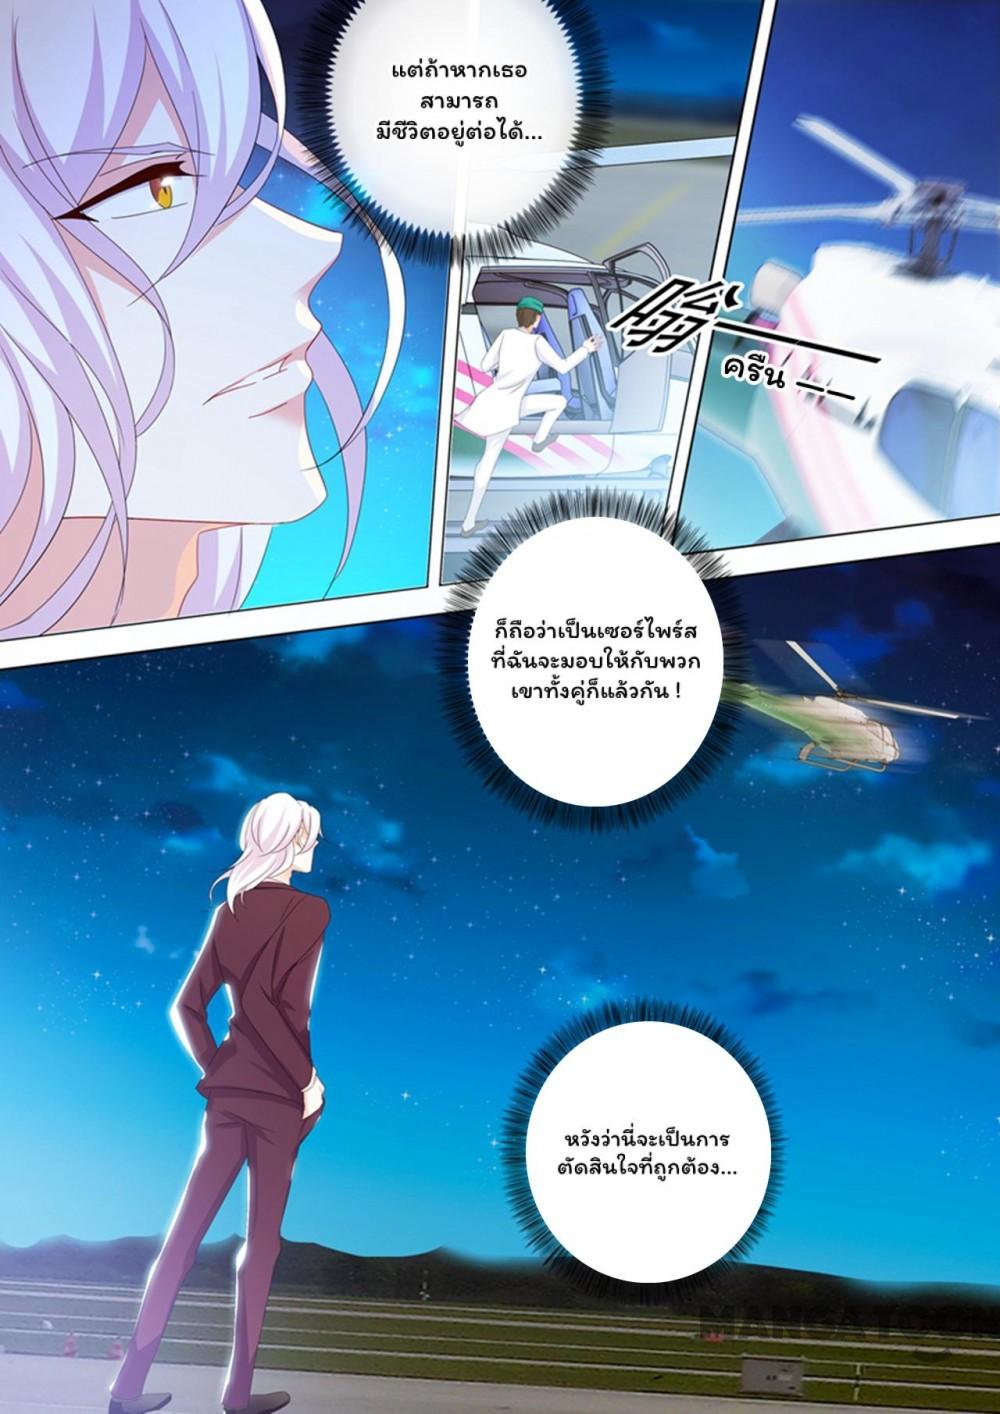 แต่ถ้าหากเธอ
สามารถ
มีชีวิตอยู่ต่อได้...
ครืน ——
ก็ถือว่าเป็นเซอร์ไพร์ส
ที่ฉันจะมอบให้กับพวก
เขาทั้งคู่ก็แล้วกัน !
หวังว่านี่จะเป็นการ
ตัดสินใจที่ถูกต้อง...
MANGATOON